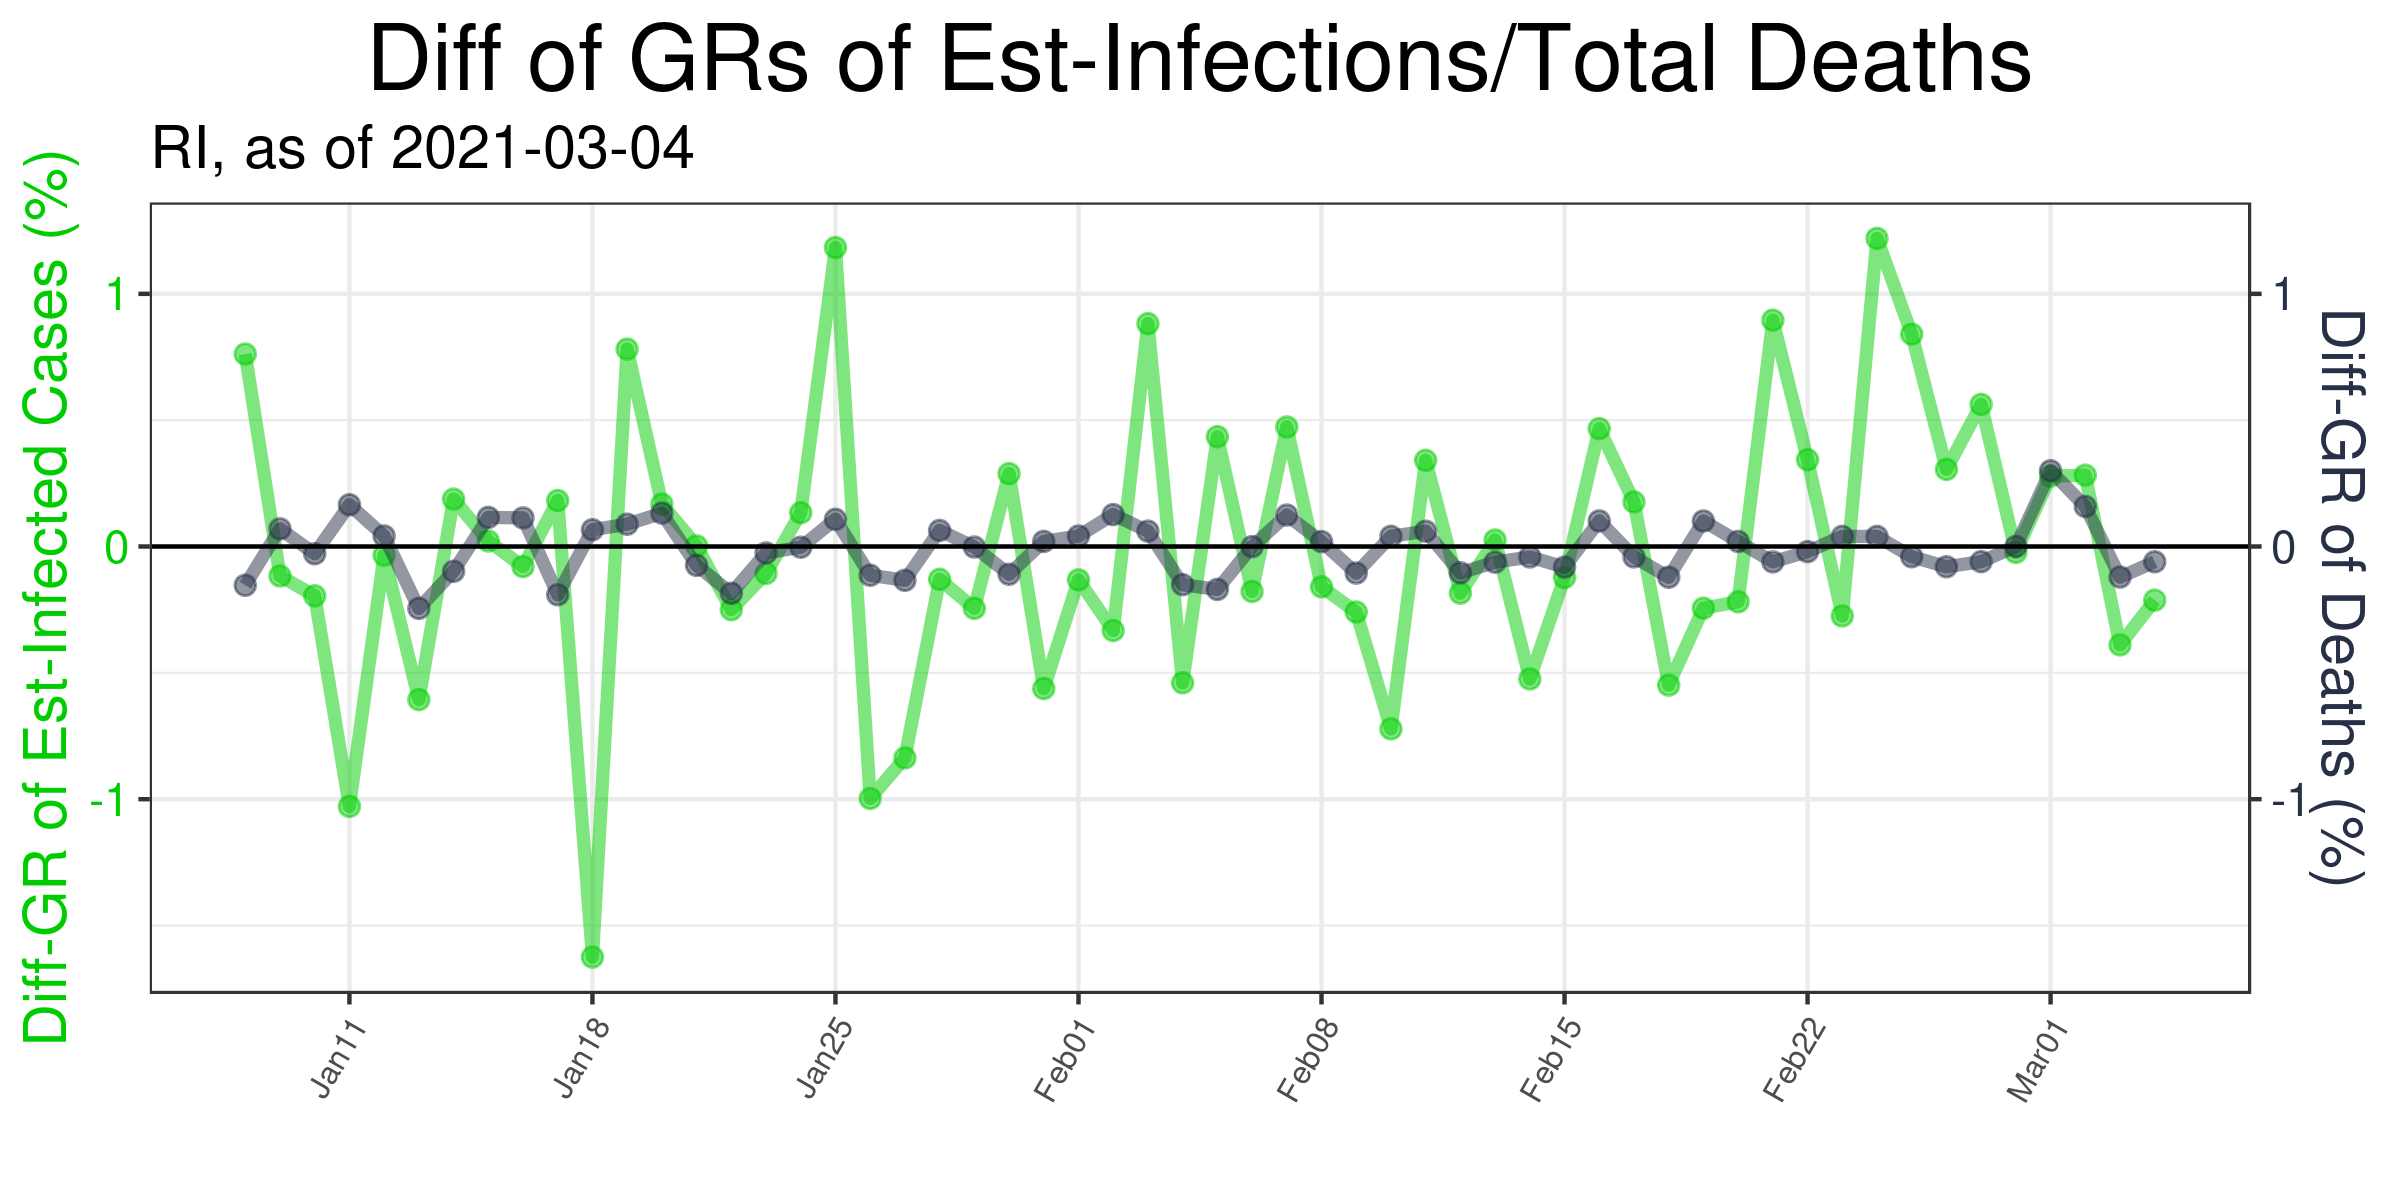 Diff of GRs of Est-Infections/Total Deaths
RI, as of 2021-03-04
Diff-GR of Est-Infected Cases (%)
1
0
-1
1
0
-1
Diff-GR of Deaths (%)
Jan11
Jan18
Jan25
Feb01
Feb08
Feb15
Feb22
Mar01